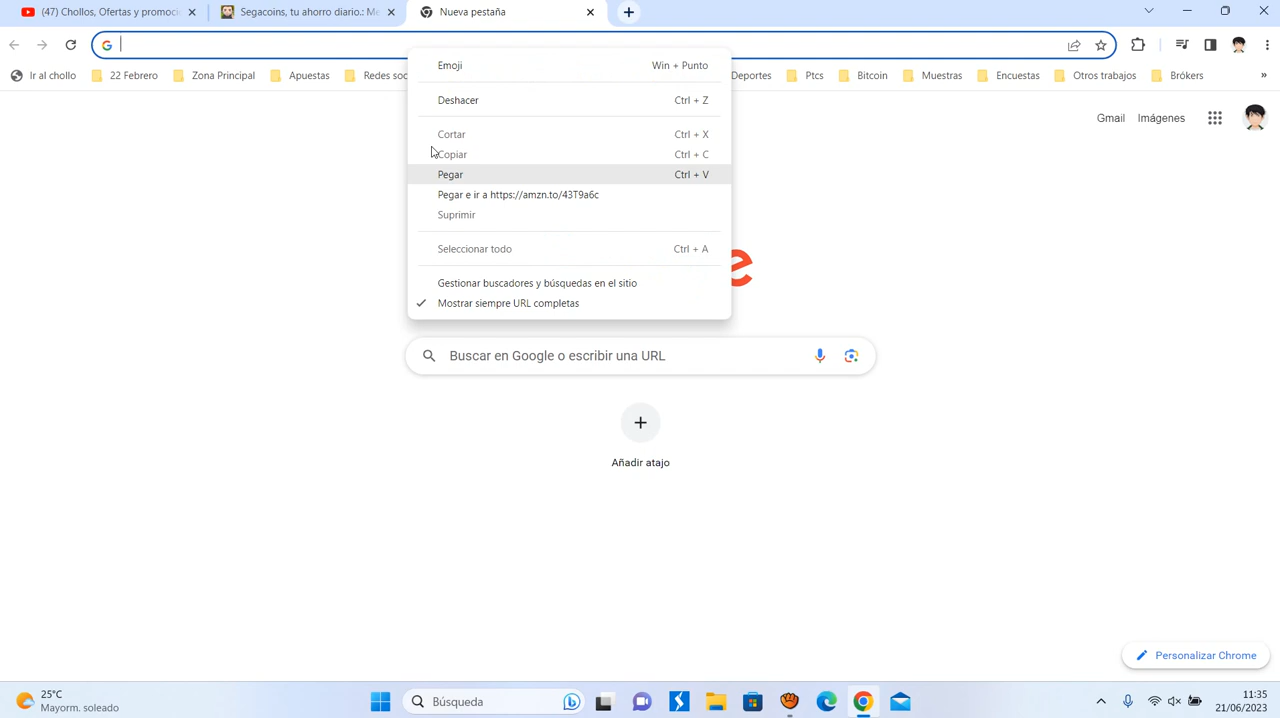 (47) Chollos, Ofertas y promoci
Segacoins, tu ahorro diario.: Me
Nueva pestaña
Ir al chollo
22 Febrero
Zona Principal
Apuestas
Redes soc
Deportes
Ptcs
Bitcoin
Muestras
Encuestas
Otros trabajos
Brókers
»
Emoji Win + Punto
Deshacer Ctrl + Z
Cortar Ctrl + X
Copiar Ctrl + C
Pegar Ctrl + V
Pegar e ir a https://amzn.to/43T9a6c
Suprimir
Seleccionar todo Ctrl + A
Gestionar buscadores y búsquedas en el sitio
Mostrar siempre URL completas
Gmail
Imágenes
e
Buscar en Google o escribir una URL
Añadir atajo
Personalizar Chrome
25°C
Mayorm. soleado
Búsqueda
11:35
21/06/2023